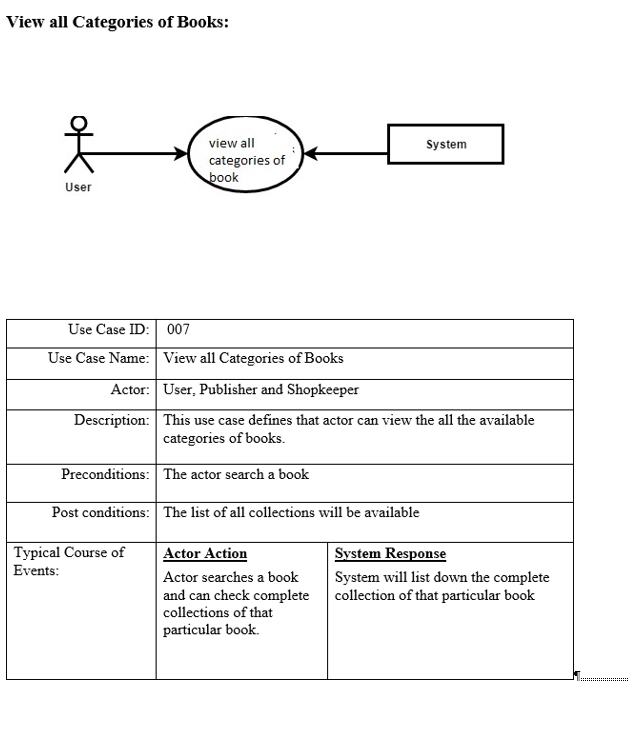 View all Categories of Books:
view all
categories of
book
System
User
Use Case ID: 007
Use Case Name: View all Categories of Books
Actor: User, Publisher and Shopkeeper
Description: This use case defines that actor can view the all the available
categories of books.
Preconditions: The actor search a book
Post conditions: The list of all collections will be available
Typical Course of
Events:
Actor Action
Actor searches a book
and can check complete
collections of that
particular book.
System Response
System will list down the complete
collection of that particular book
¶